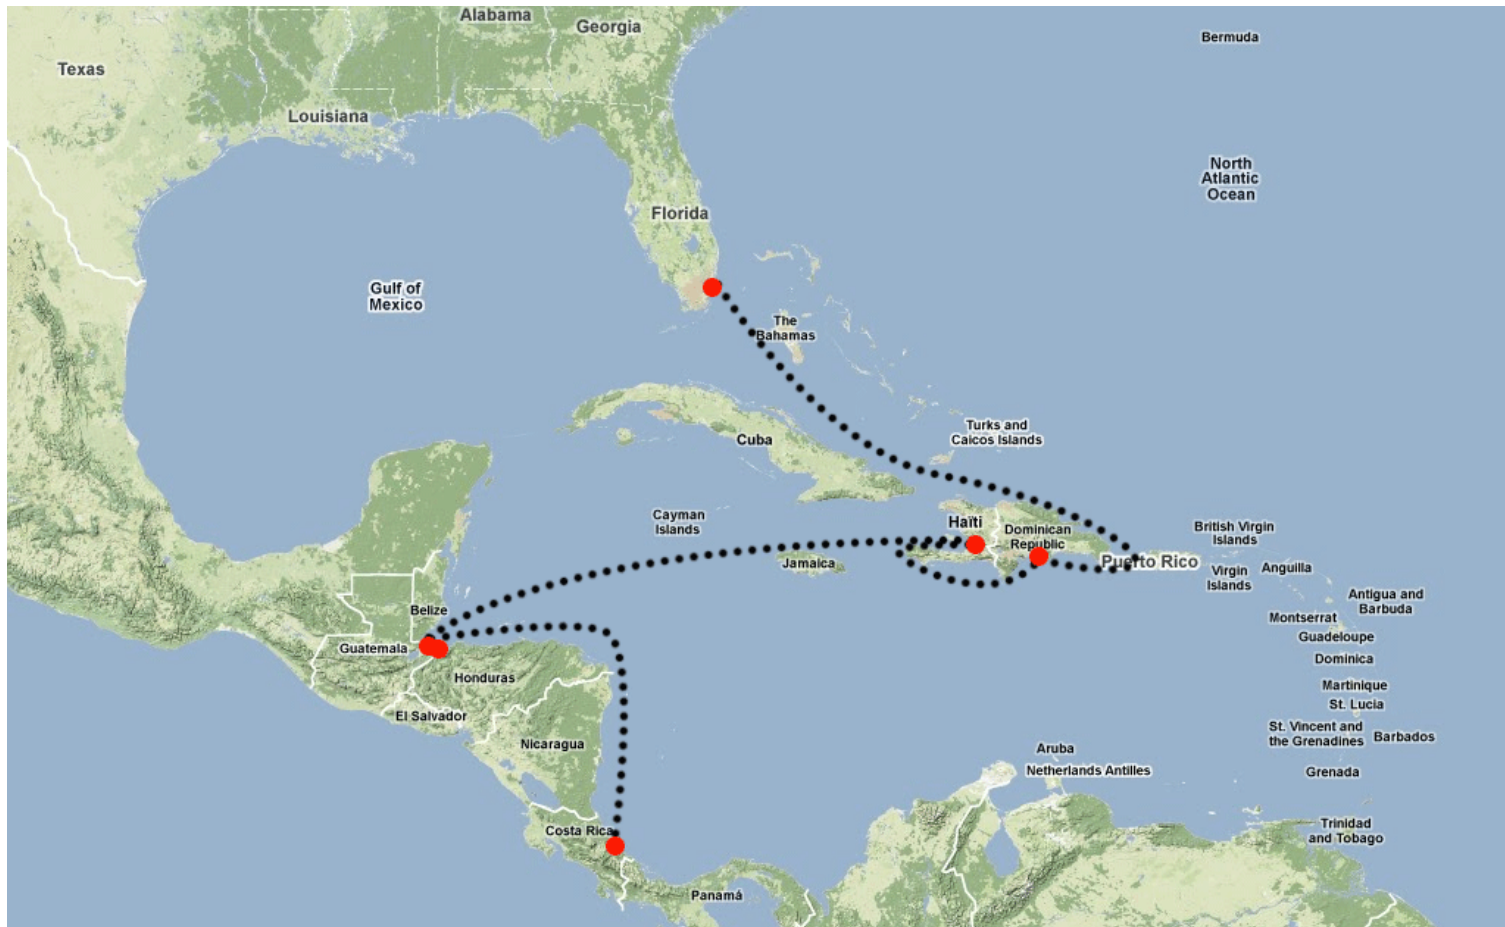 Alabama
Georgia
Bermuda
Texas
Louisiana
North
Atlantic
Ocean
Florida
Gulf of
Mexico
The
Bahamas
Turks and
Caicos Islands
Cuba
Cayman
Islands
Haïti
Dominican
Republic
British Virgin
Islands
Jamaica
Puerto Rico
Virgin
Islands
Anguilla
Antigua and
Barbuda
Belize
Montserrat
Guadeloupe
Guatemala
Dominica
Honduras
Martinique
St. Lucia
El Salvador
St. Vincent and
the Grenadines
Barbados
Nicaragua
Aruba
Netherlands Antilles
Grenada
Costa Rica
Trinidad
and Tobago
Panamá